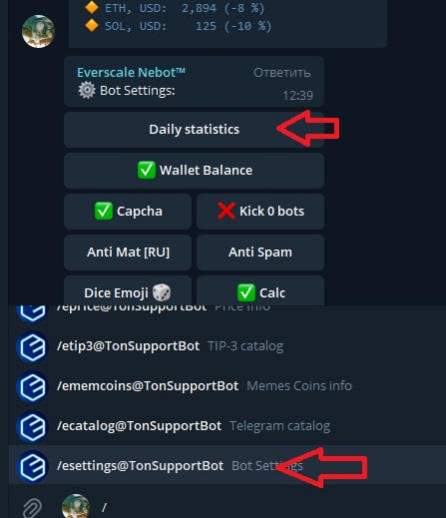 ETH, USD: 2,894 (-8 %)
SOL, USD: 125 (-10 %)
Everscale Nebot™ Ответить
Bot Settings: 12:39
Daily statistics
Wallet Balance
Capcha Kick 0 bots
Anti Mat [RU] Anti Spam
Dice Emoji Calc
/eprice@TonSupportBot Price info
/etip3@TonSupportBot TIP-3 catalog
/ememcoins@TonSupportBot Memes Coins info
/ecatalog@TonSupportBot Telegram catalog
/esettings@TonSupportBot Bot Settings
/